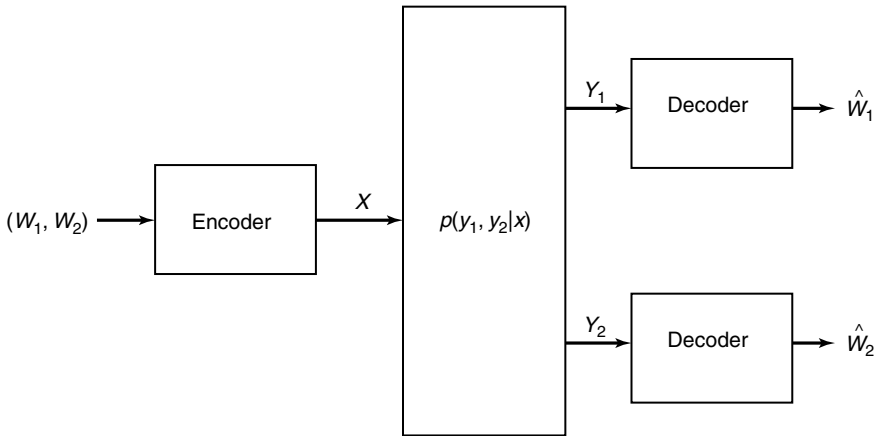 (W₁, W₂)
Encoder
X
p(y₁, y₂|x)
Y₁
Decoder
Ŵ₁
Y₂
Decoder
Ŵ₂